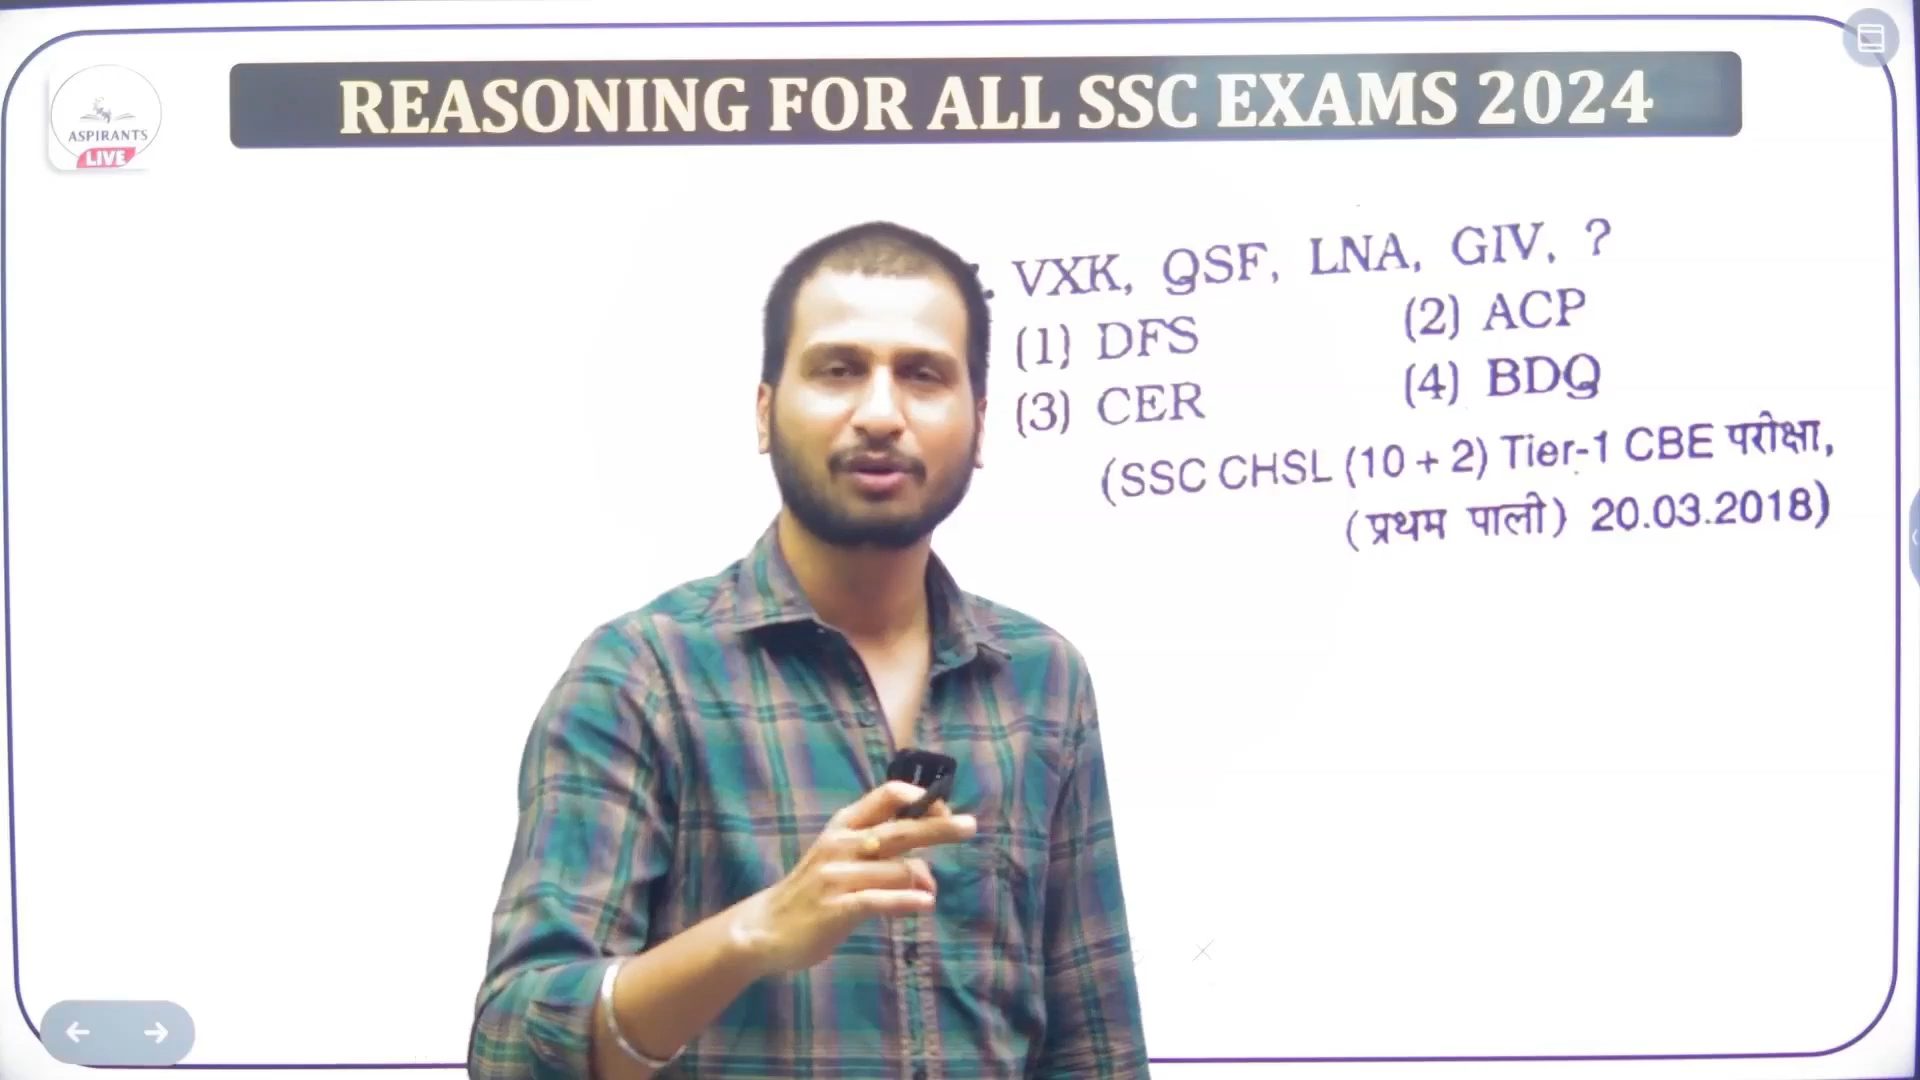 REASONING FOR ALL SSC EXAMS 2024
ASPIRANTS
LIVE
VXK, QSF, LNA, GIV, ?
(1) DFS (2) ACP
(3) CER (4) BDQ
(SSC CHSL (10 + 2) Tier-1 CBE परीक्षा,
(प्रथम पाली) 20.03.2018)